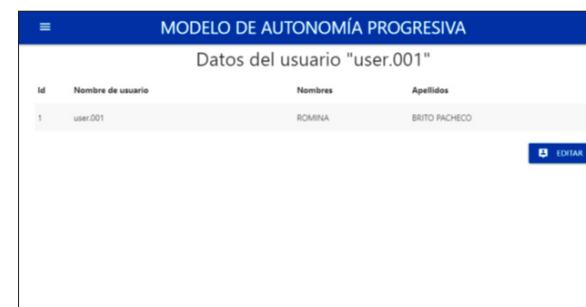 MODELO DE AUTONOMÍA PROGRESIVA
Datos del usuario "user.001"
Id Nombre de usuario Nombres Apellidos
1 user.001 ROMINA BRITO PACHECO
EDITAR